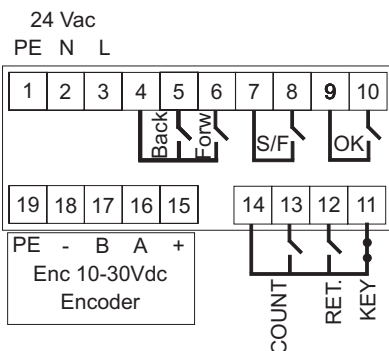 24 Vac
PE N L
1 2 3 4 5 6 7 8 9 10
Back
Forw
S/F
OK
19 18 17 16 15
14 13 12 11
PE - B A +
Enc 10-30Vdc
Encoder
COUNT
RET.
KEY